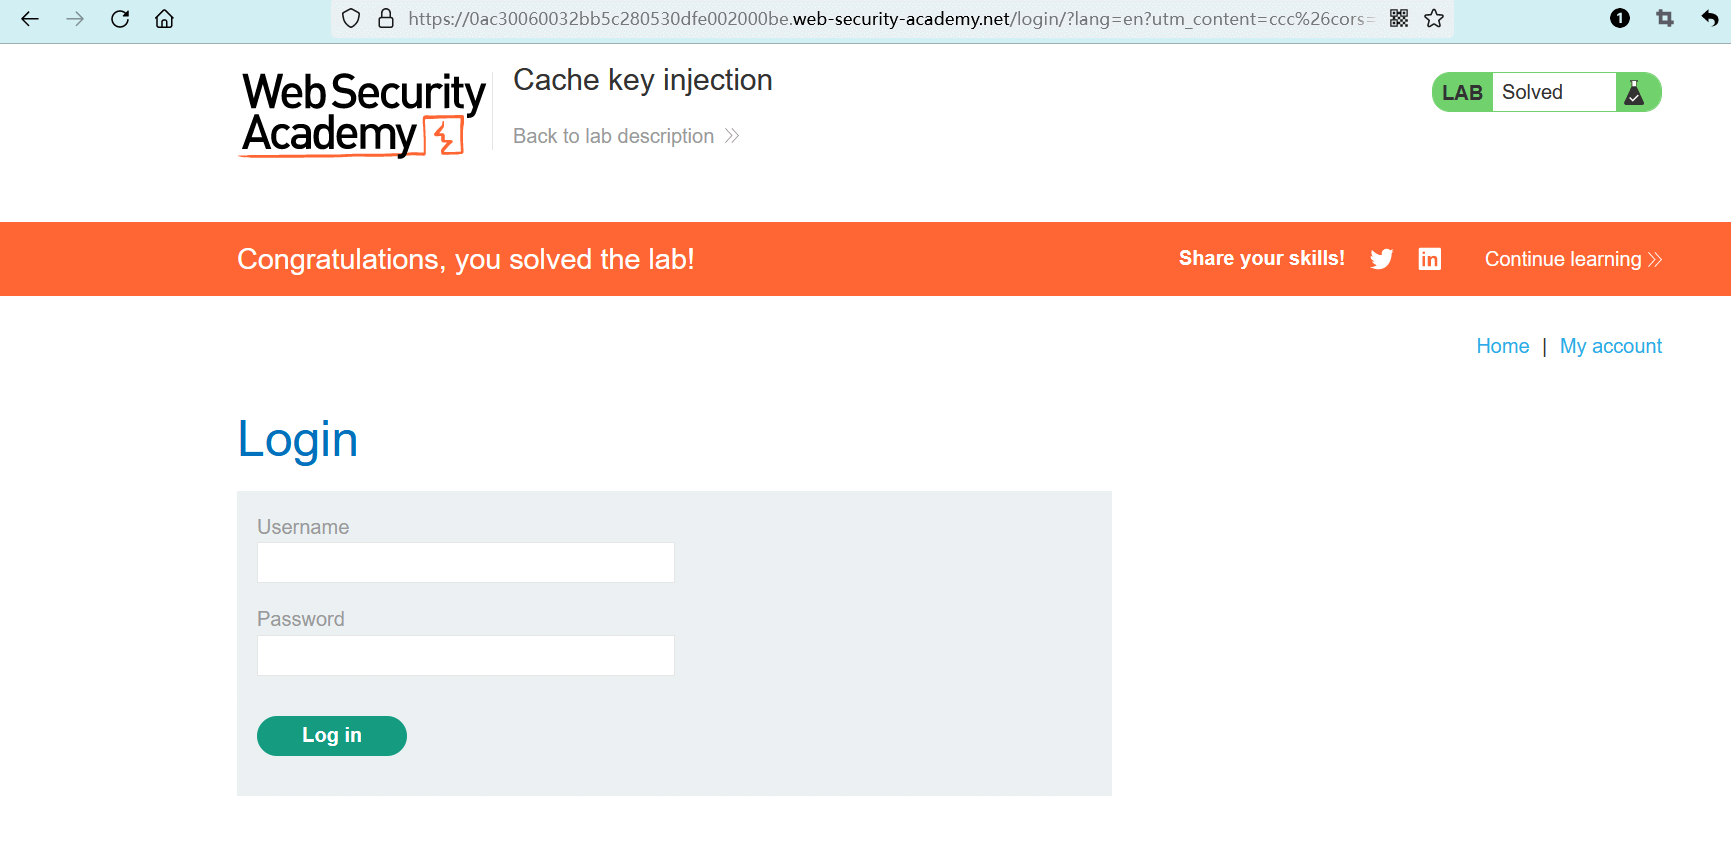 https://0ac30060032bb5c280530dfe002000be.web-security-academy.net/login/?lang=en?utm_content=ccc%26cors=
1
Web Security
Academy
Cache key injection
Back to lab description
LAB Solved
Congratulations, you solved the lab!
Share your skills!
in
Continue learning
Home | My account
Login
Username
Password
Log in